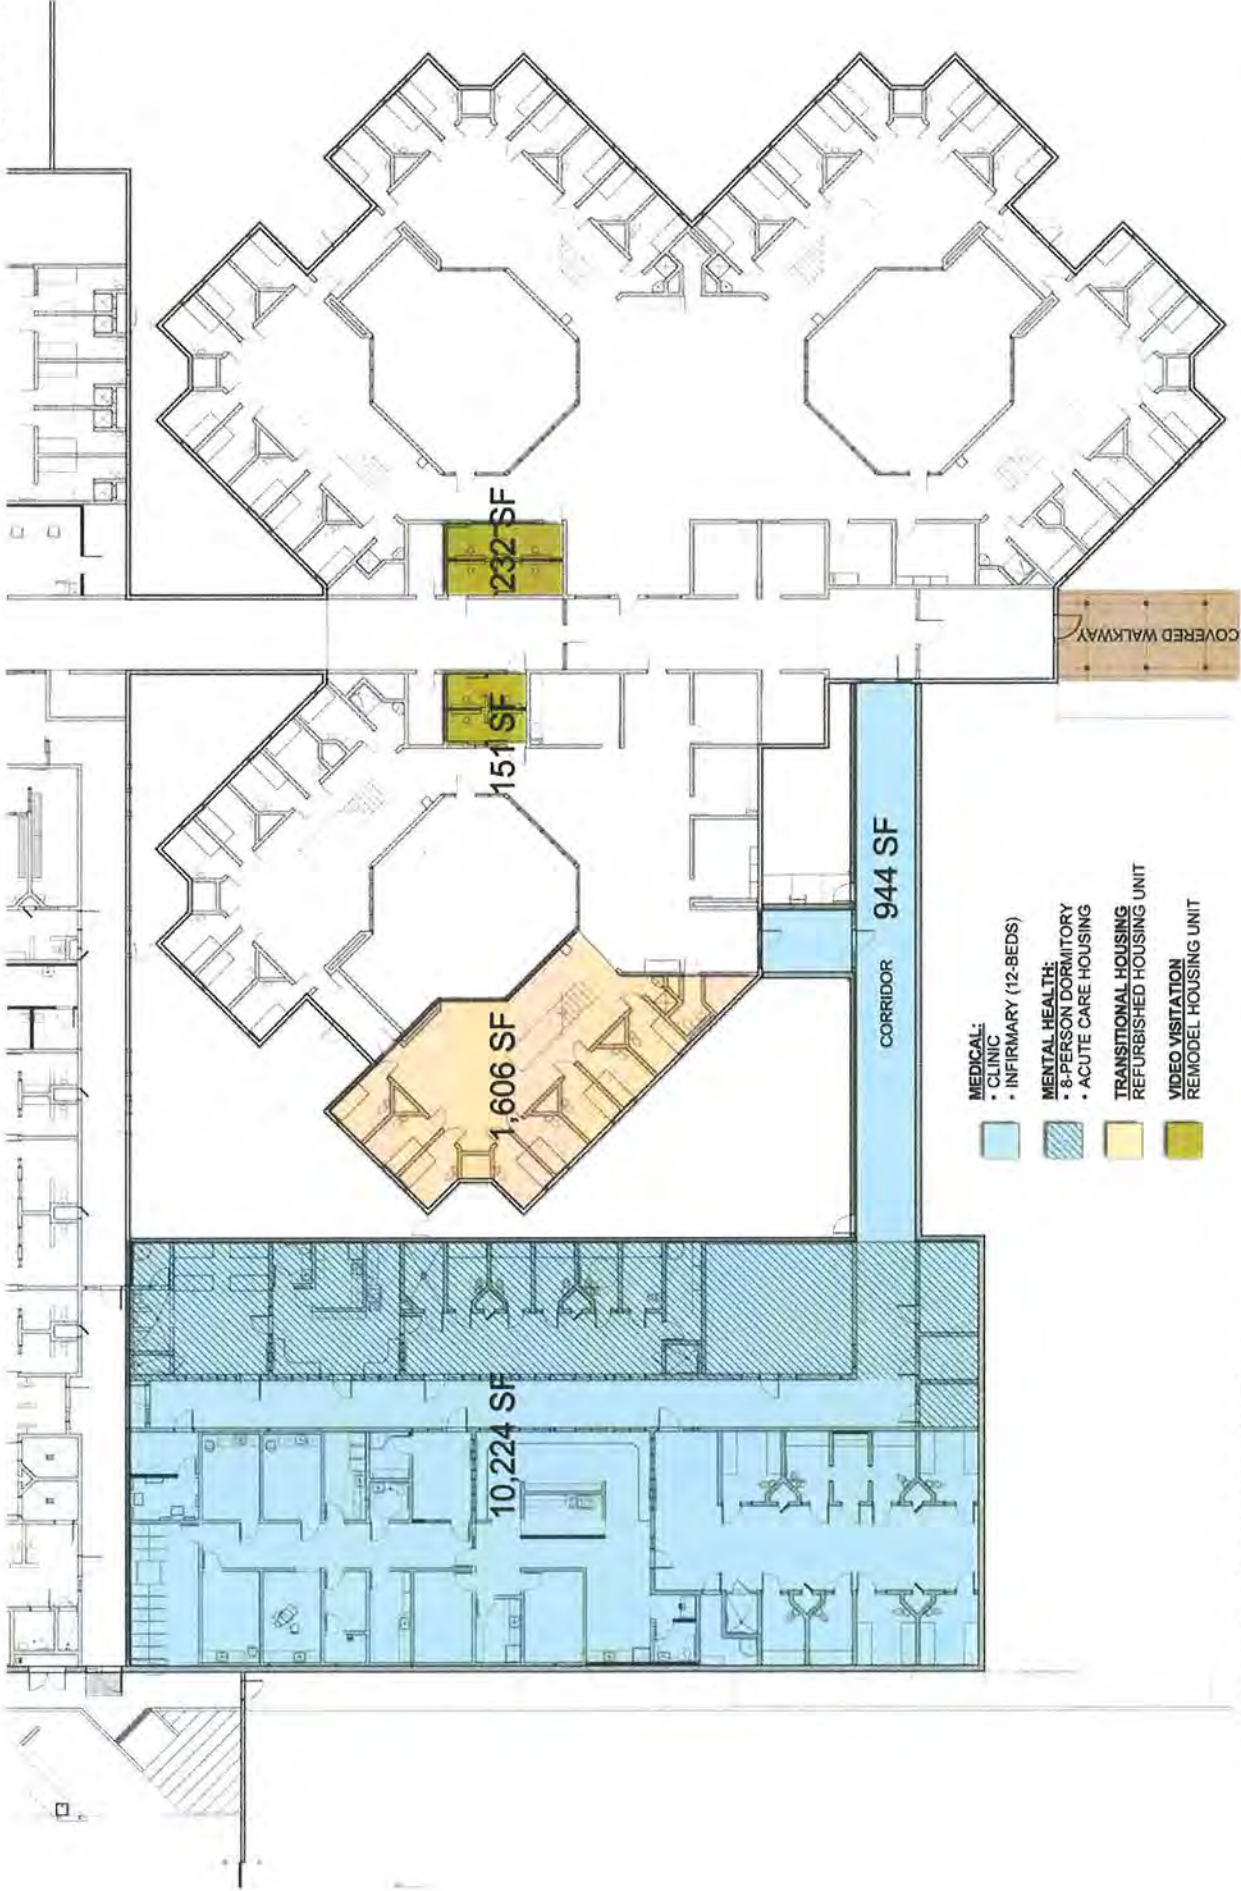 232 SF
151 SF
1,606 SF
10,224 SF
944 SF
CORRIDOR
COVERED WALKWAY
MEDICAL:
• CLINIC
• INFIRMARY (12-BEDS)
MENTAL HEALTH:
• 8-PERSON DORMITORY
• ACUTE CARE HOUSING
TRANSITIONAL HOUSING
REFURBISHED HOUSING UNIT
VIDEO VISITATION
REMODEL HOUSING UNIT